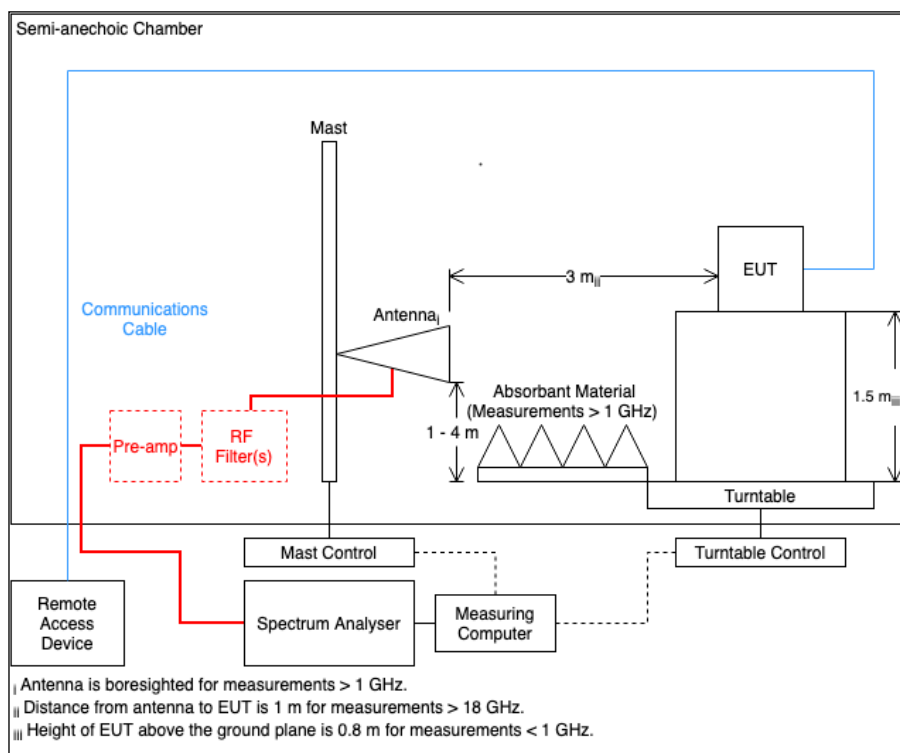 Semi-anechoic Chamber
Mast
EUT
3 mii
Communications
Cable
Antennai
Absorbant Material
(Measurements > 1 GHz)
1.5 miii
1 - 4 m
Pre-amp
RF
Filter(s)
Turntable
Mast Control
Turntable Control
Remote
Access
Device
Spectrum Analyser
Measuring
Computer
i Antenna is boresighted for measurements > 1 GHz.
ii Distance from antenna to EUT is 1 m for measurements > 18 GHz.
iii Height of EUT above the ground plane is 0.8 m for measurements < 1 GHz.